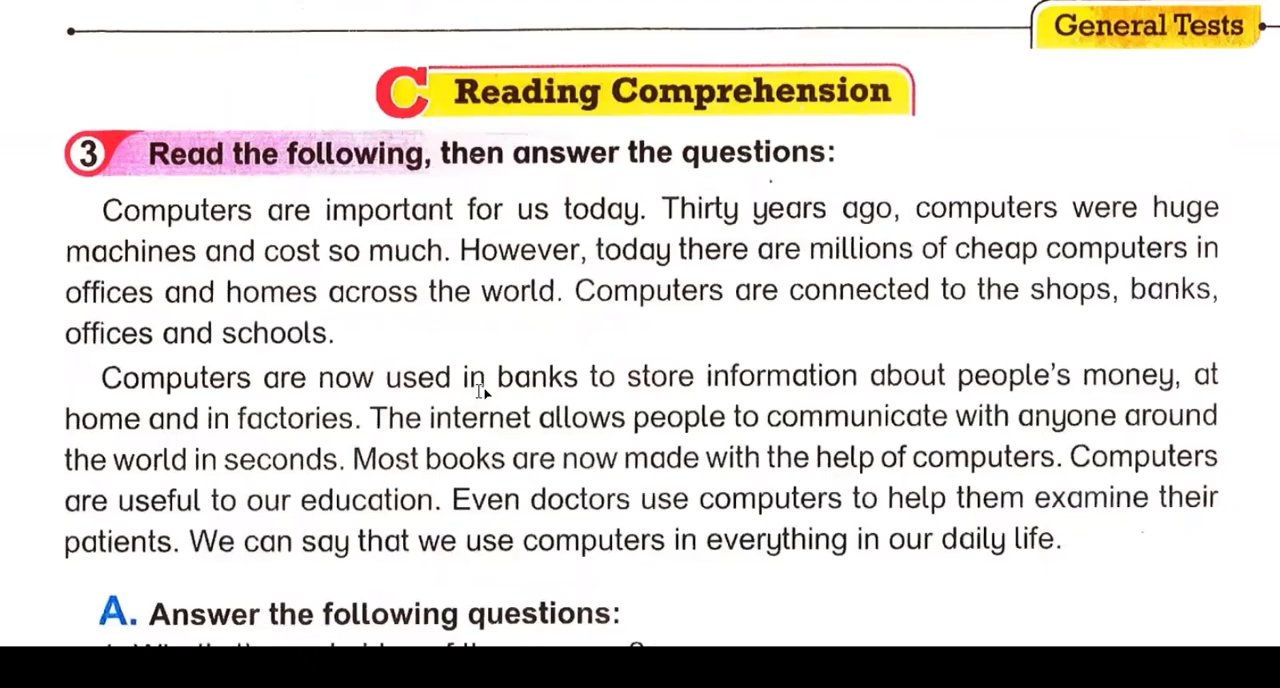 General Tests
C Reading Comprehension
3 Read the following, then answer the questions:
Computers are important for us today. Thirty years ago, computers were huge
machines and cost so much. However, today there are millions of cheap computers in
offices and homes across the world. Computers are connected to the shops, banks,
offices and schools.
Computers are now used in banks to store information about people's money, at
home and in factories. The internet allows people to communicate with anyone around
the world in seconds. Most books are now made with the help of computers. Computers
are useful to our education. Even doctors use computers to help them examine their
patients. We can say that we use computers in everything in our daily life.
A. Answer the following questions: